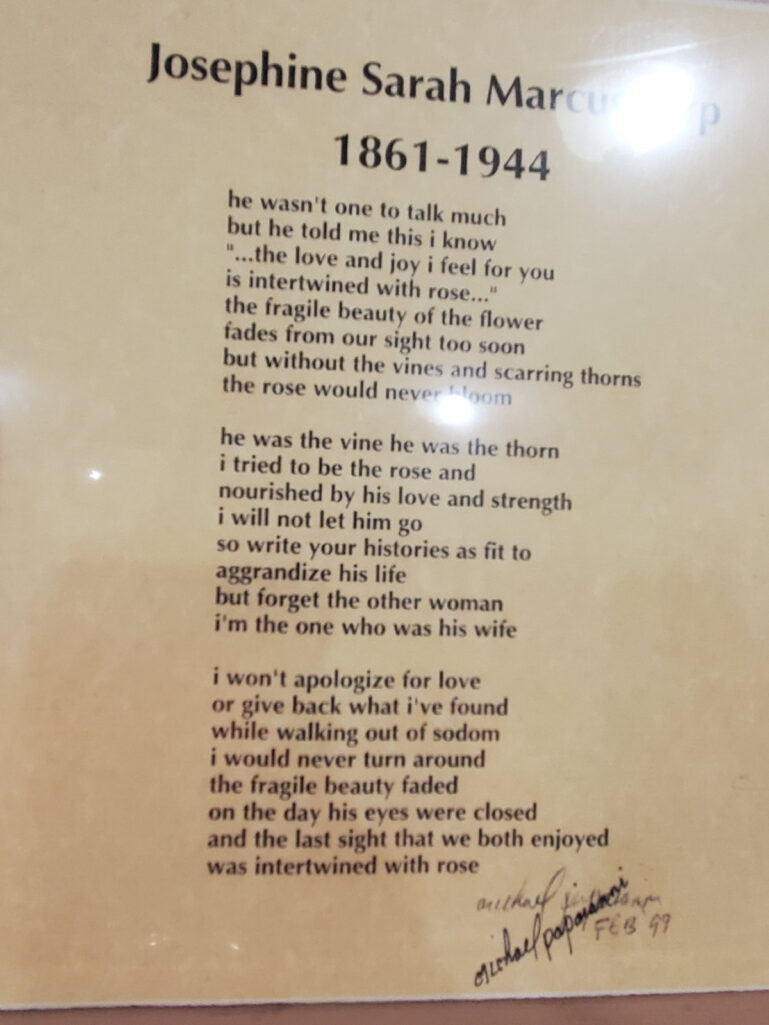 Josephine Sarah Marcus
1861-1944
he wasn't one to talk much
but he told me this i know
"...the love and joy i feel for you
is intertwined with rose..."
the fragile beauty of the flower
fades from our sight too soon
but without the vines and scarring thorns
the rose would never bloom
he was the vine he was the thorn
i tried to be the rose and
nourished by his love and strength
i will not let him go
so write your histories as fit to
aggrandize his life
but forget the other woman
i'm the one who was his wife
i won't apologize for love
or give back what i've found
while walking out of sodom
i would never turn around
the fragile beauty faded
on the day his eyes were closed
and the last sight that we both enjoyed
was intertwined with rose
michael
FEB 99
michael